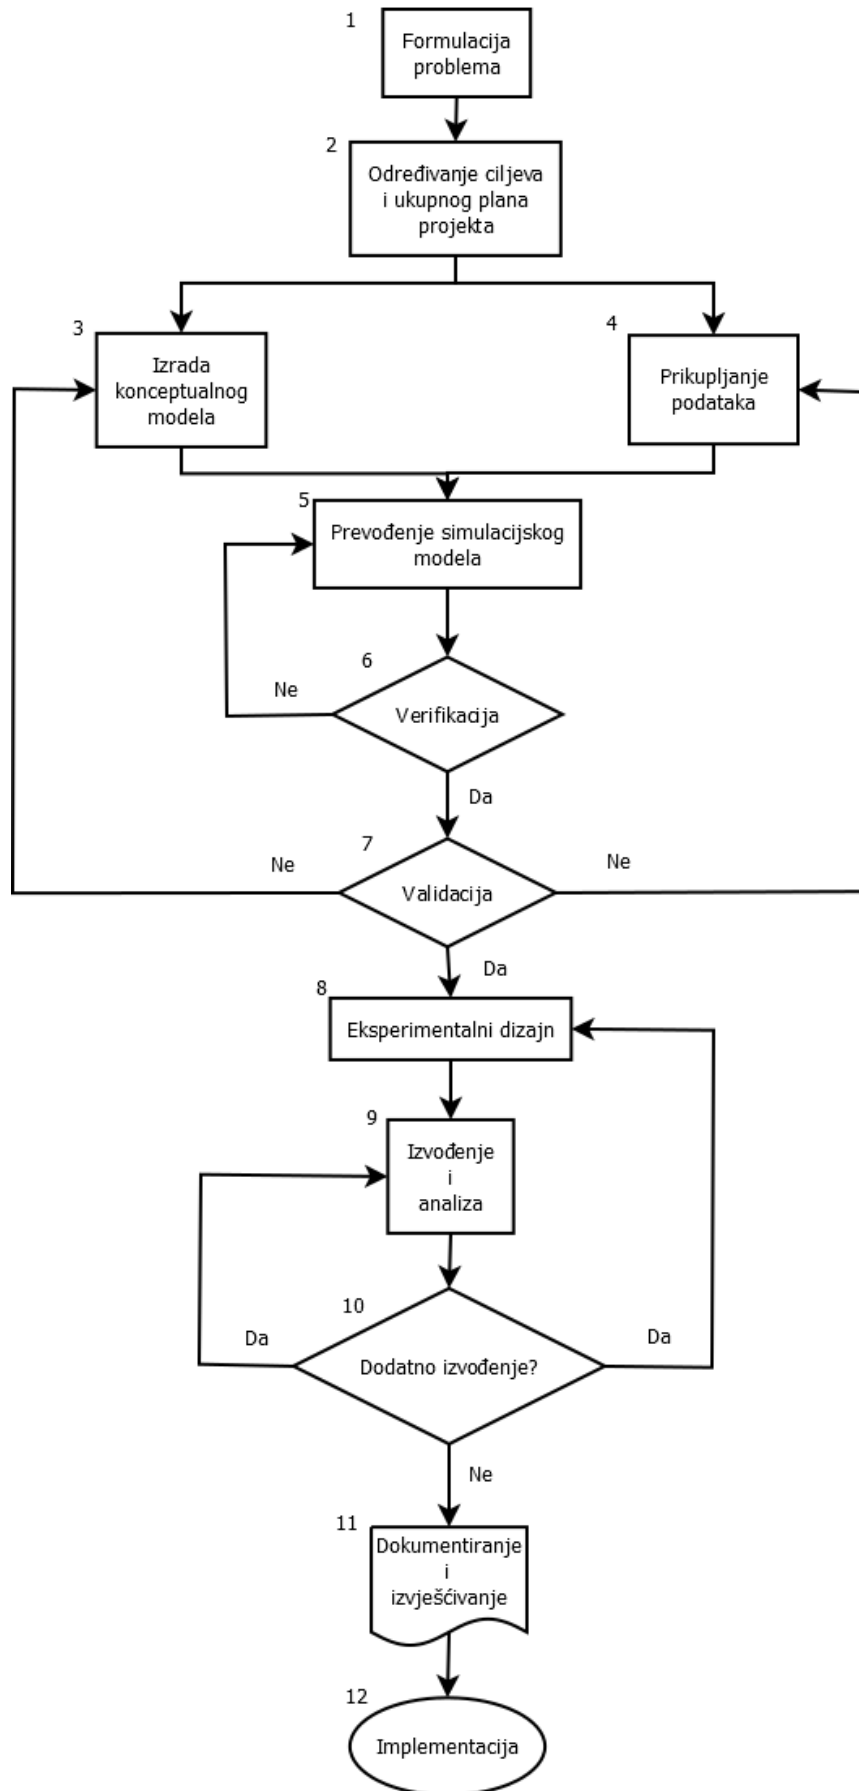 1
Formulacija
problema
2
Određivanje ciljeva
i ukupnog plana
projekta
3
Izrada
konceptualnog
modela
4
Prikupljanje
podataka
5
Prevođenje simulacijskog
modela
6
Verifikacija
Ne
Da
7
Validacija
Ne
Ne
Da
8
Eksperimentalni dizajn
9
Izvođenje
i
analiza
10
Dodatno izvođenje?
Da
Da
Ne
11
Dokumentiranje
i
izvješćivanje
12
Implementacija